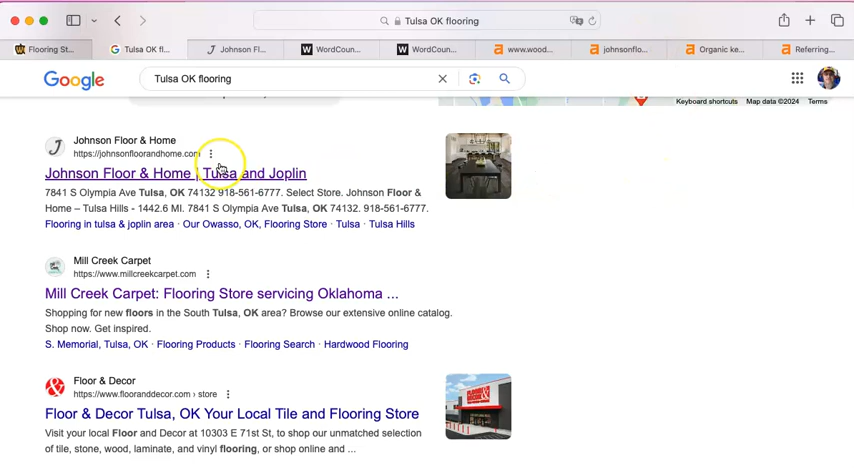 Tulsa OK flooring
Flooring St...
Tulsa OK fl...
Johnson Fl...
WordCoun...
WordCoun...
www.wood...
johnsonflo...
Organic ke...
Referring...
Google
Tulsa OK flooring
Keyboard shortcuts Map data ©2024 Terms
Johnson Floor & Home
https://johnsonfloorandhome.com
Johnson Floor & Home | Tulsa and Joplin
7841 S Olympia Ave Tulsa, OK 74132 918-561-6777. Select Store. Johnson Floor &
Home – Tulsa Hills - 1442.6 MI. 7841 S Olympia Ave Tulsa, OK 74132. 918-561-6777.
Flooring in tulsa & joplin area · Our Owasso, OK, Flooring Store · Tulsa · Tulsa Hills
Mill Creek Carpet
https://www.millcreekcarpet.com
Mill Creek Carpet: Flooring Store servicing Oklahoma ...
Shopping for new floors in the South Tulsa, OK area? Browse our extensive online catalog.
Shop now. Get inspired.
S. Memorial, Tulsa, OK · Flooring Products · Flooring Search · Hardwood Flooring
Floor & Decor
https://www.flooranddecor.com › store
Floor & Decor Tulsa, OK Your Local Tile and Flooring Store
Visit your local Floor and Decor at 10303 E 71st St, to shop our unmatched selection
of tile, stone, wood, laminate, and vinyl flooring, or shop online and ...